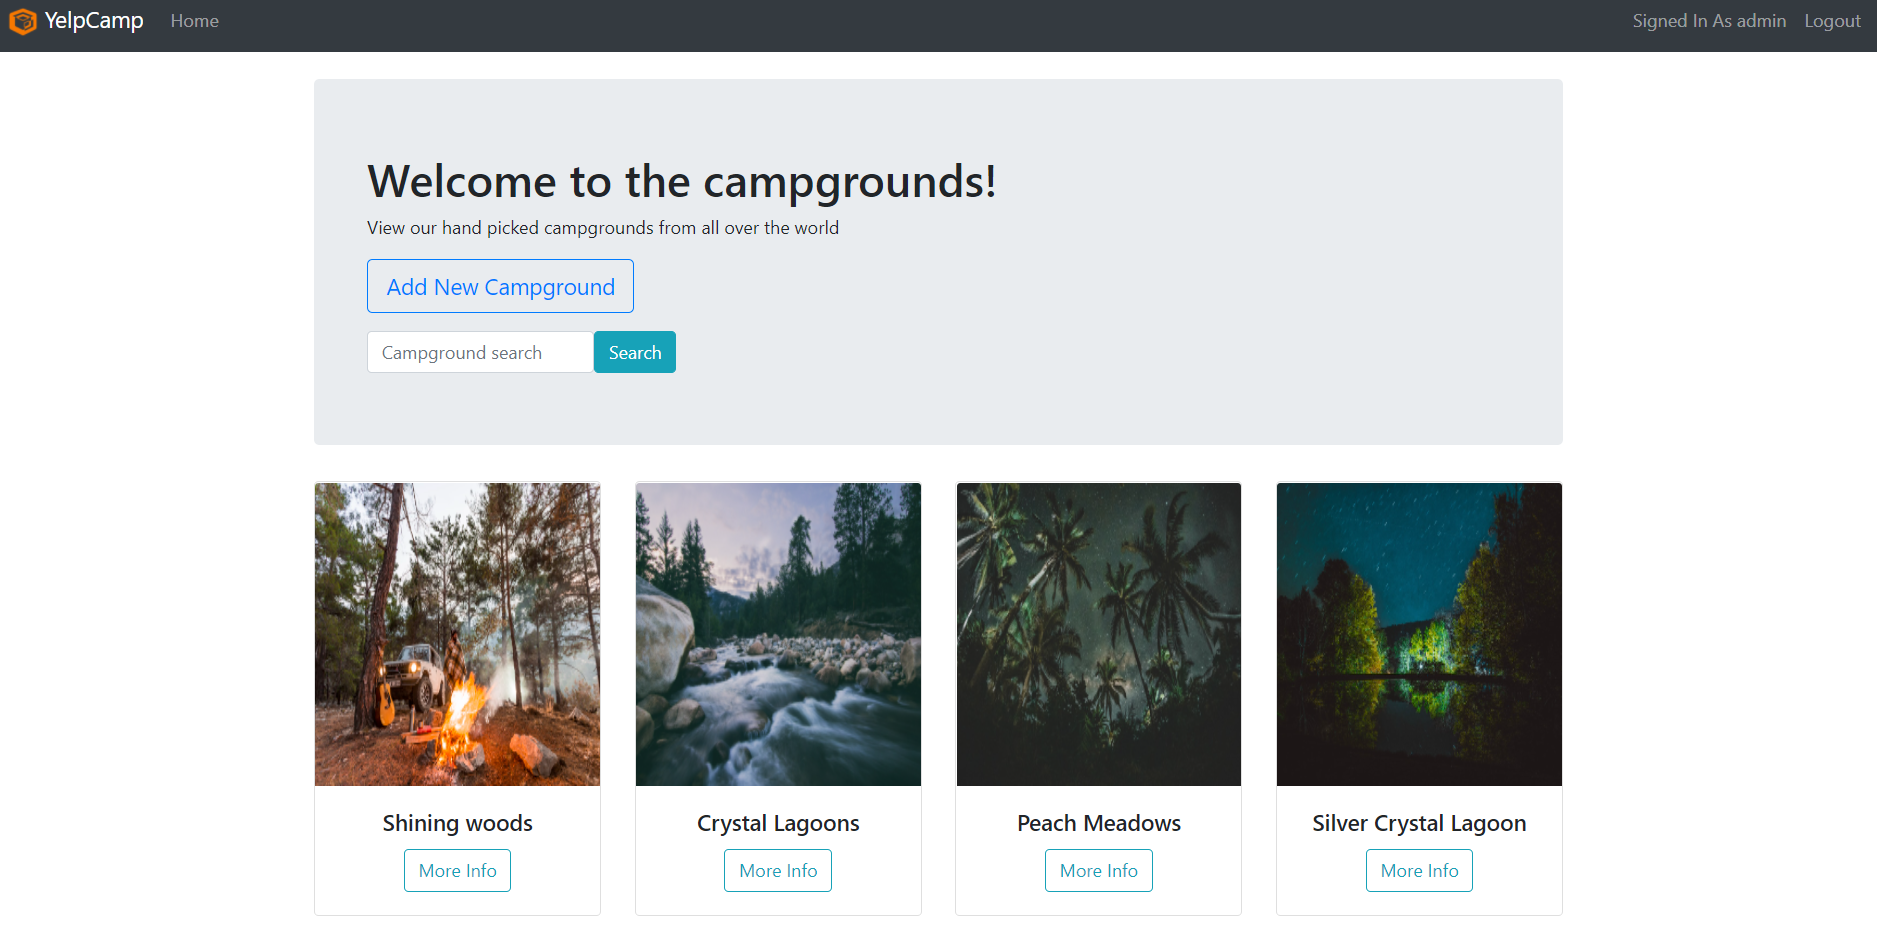 YelpCamp Home Signed In As admin Logout
Welcome to the campgrounds!
View our hand picked campgrounds from all over the world
Add New Campground
Campground search Search
Shining woods Crystal Lagoons Peach Meadows Silver Crystal Lagoon
More Info More Info More Info More Info